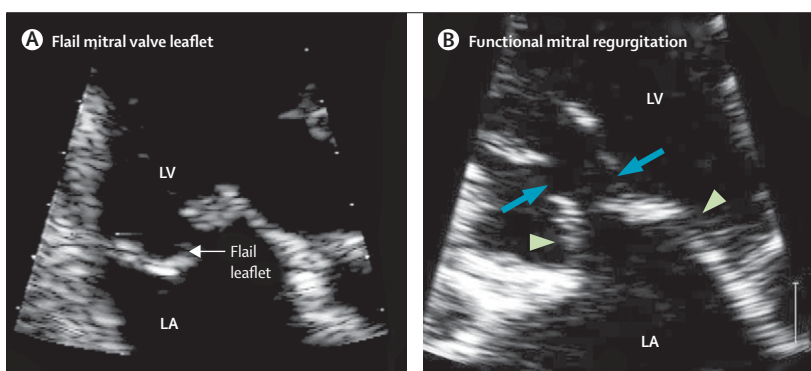 A Flail mitral valve leaflet
LV
Flail
leaflet
LA
B Functional mitral regurgitation
LV
LA